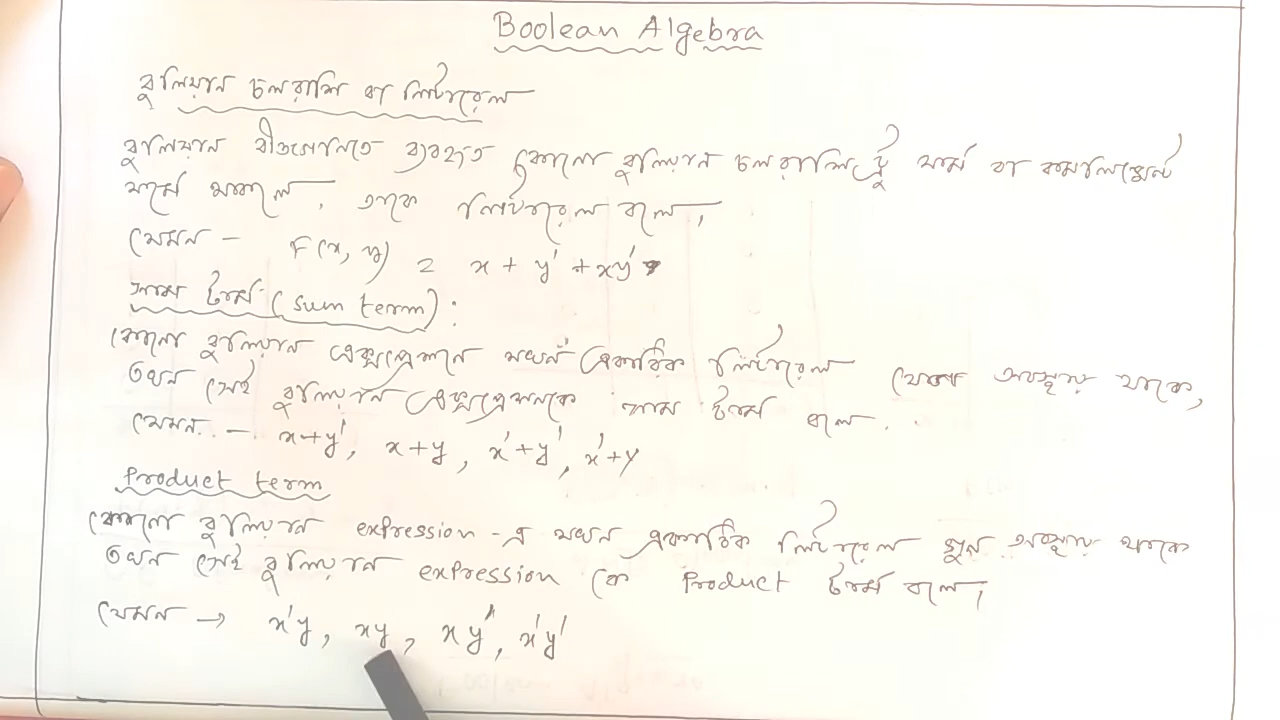 Boolean Algebra
বুলিয়ান চলরাশি বা লিটারেল
বুলিয়ান বীজগণিতে ব্যবহৃত কোনো বুলিয়ান চলরাশি বা কমপ্লিমেন্ট
থাকলে, তাকে লিটারেল বলে,
যেমন - F(x, y) = x + y' + xy'
সাম টার্ম (sum term) :
কোনো বুলিয়ান এক্সপ্রেশনে যখন একাধিক লিটারেল যোগ অবস্থায় থাকে,
তখন সেই বুলিয়ান এক্সপ্রেশনকে সাম টার্ম বলে.
যেমন - x+y', x+y, x'+y', x'+y
Product term
কোনো বুলিয়ান expression-এ যখন একাধিক লিটারেল গুন অবস্থায় থাকে
তখন সেই বুলিয়ান expression কে Product টার্ম বলে,
যেমন → x'y, xy, xy', x'y'